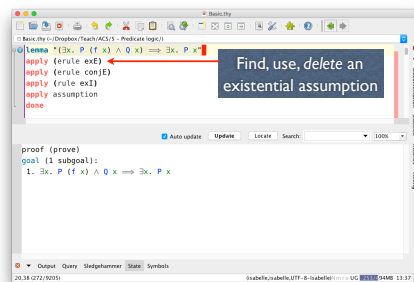 Basic.thy
Basic.thy (~/Dropbox/Teach/ACS/5 - Predicate logic/)
lemma "(∃x. P (f x) ∧ Q x) ⟹ ∃x. P x"
apply (erule exE)
apply (erule conjE)
apply (rule exI)
apply assumption
done
Find, use, delete an
existential assumption
Auto update Update Locate Search: 100%
proof (prove)
goal (1 subgoal):
1. ∃x. P (f x) ∧ Q x ⟹ ∃x. P x
Output Query Sledgehammer State Symbols
20,38 (272/9205) (isabelle,isabelle,UTF-8-Isabelle) UG 13:37